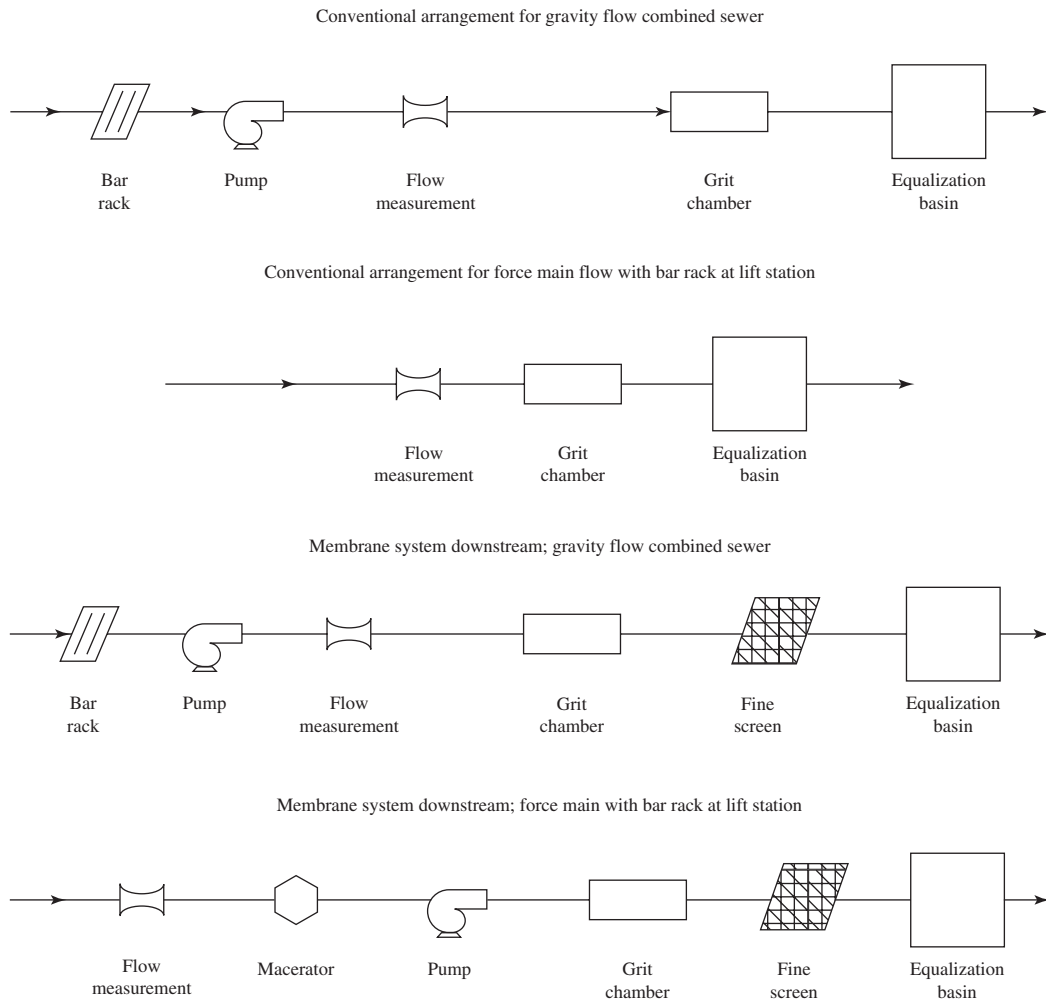 Conventional arrangement for gravity flow combined sewer
Bar
rack
Pump
Flow
measurement
Grit
chamber
Equalization
basin
Conventional arrangement for force main flow with bar rack at lift station
Flow
measurement
Grit
chamber
Equalization
basin
Membrane system downstream; gravity flow combined sewer
Bar
rack
Pump
Flow
measurement
Grit
chamber
Fine
screen
Equalization
basin
Membrane system downstream; force main with bar rack at lift station
Flow
measurement
Macerator
Pump
Grit
chamber
Fine
screen
Equalization
basin